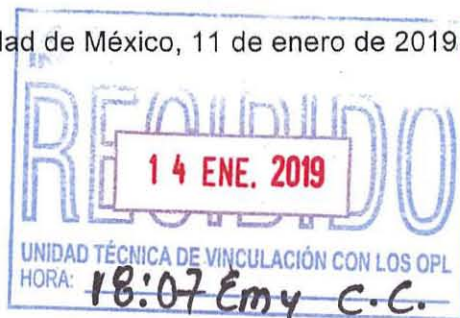 dad de México, 11 de enero de 2019
RECIBIDO
14 ENE. 2019
UNIDAD TÉCNICA DE VINCULACIÓN CON LOS OPL
HORA: 18:07 Emy C.C.